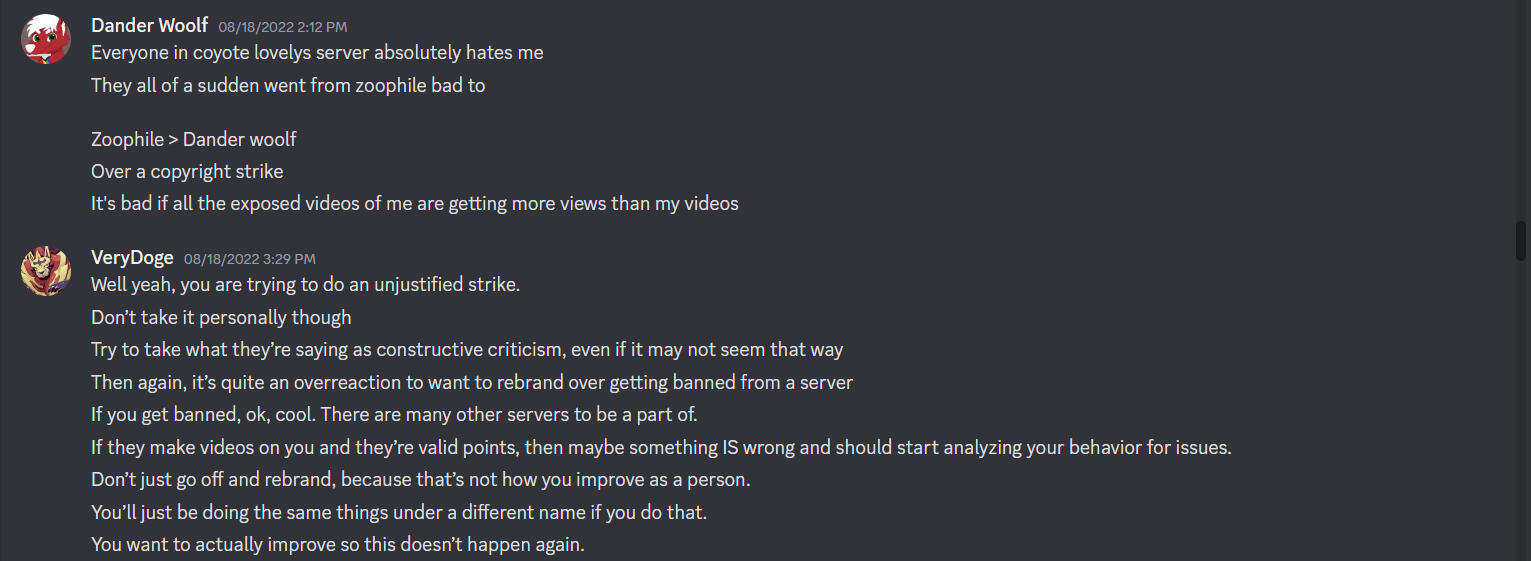 Dander Woolf 08/18/2022 2:12 PM
Everyone in coyote lovelys server absolutely hates me
They all of a sudden went from zoophile bad to
Zoophile > Dander woolf
Over a copyright strike
It's bad if all the exposed videos of me are getting more views than my videos
VeryDoge 08/18/2022 3:29 PM
Well yeah, you are trying to do an unjustified strike.
Don’t take it personally though
Try to take what they’re saying as constructive criticism, even if it may not seem that way
Then again, it’s quite an overreaction to want to rebrand over getting banned from a server
If you get banned, ok, cool. There are many other servers to be a part of.
If they make videos on you and they’re valid points, then maybe something IS wrong and should start analyzing your behavior for issues.
Don’t just go off and rebrand, because that’s not how you improve as a person.
You’ll just be doing the same things under a different name if you do that.
You want to actually improve so this doesn’t happen again.